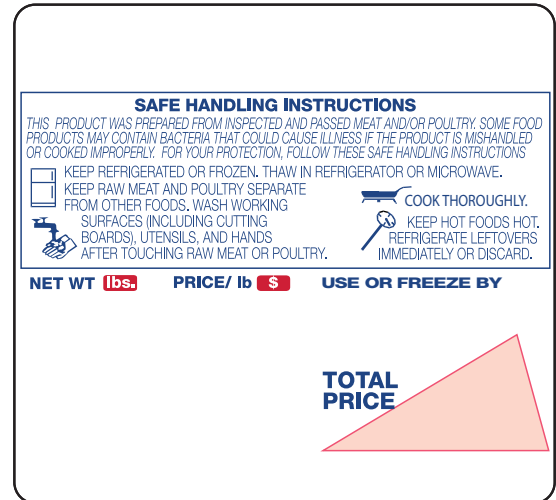 SAFE HANDLING INSTRUCTIONS
THIS PRODUCT WAS PREPARED FROM INSPECTED AND PASSED MEAT AND/OR POULTRY. SOME FOOD
PRODUCTS MAY CONTAIN BACTERIA THAT COULD CAUSE ILLNESS IF THE PRODUCT IS MISHANDLED
OR COOKED IMPROPERLY. FOR YOUR PROTECTION, FOLLOW THESE SAFE HANDLING INSTRUCTIONS
KEEP REFRIGERATED OR FROZEN. THAW IN REFRIGERATOR OR MICROWAVE.
KEEP RAW MEAT AND POULTRY SEPARATE
FROM OTHER FOODS. WASH WORKING
SURFACES (INCLUDING CUTTING
BOARDS), UTENSILS, AND HANDS
AFTER TOUCHING RAW MEAT OR POULTRY.
COOK THOROUGHLY.
KEEP HOT FOODS HOT.
REFRIGERATE LEFTOVERS
IMMEDIATELY OR DISCARD.
NET WT lbs. PRICE/ lb $ USE OR FREEZE BY
TOTAL
PRICE